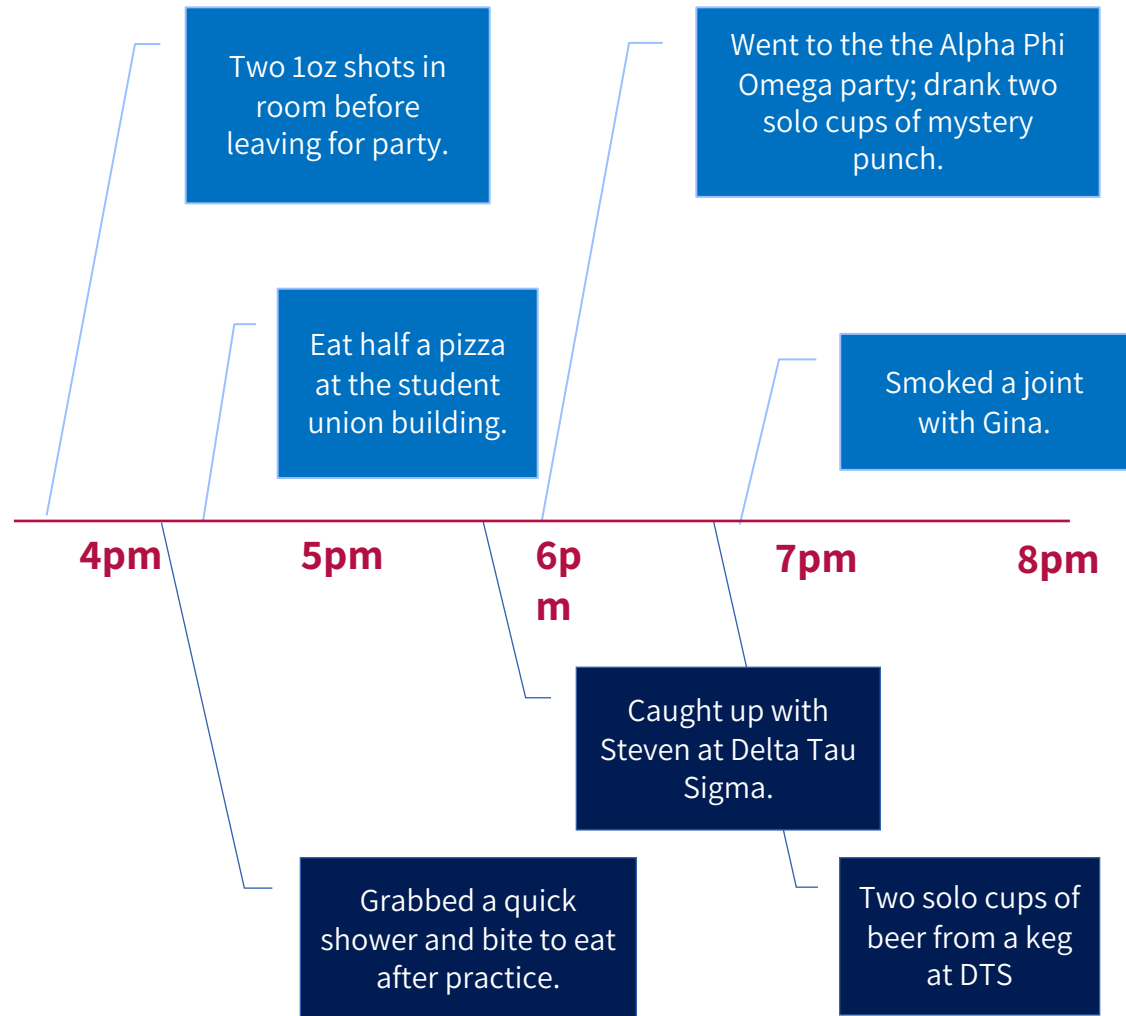 Two 1oz shots in
room before
leaving for party.
Went to the the Alpha Phi
Omega party; drank two
solo cups of mystery
punch.
Eat half a pizza
at the student
union building.
Smoked a joint
with Gina.
4pm
5pm
6p
m
7pm
8pm
Caught up with
Steven at Delta Tau
Sigma.
Grabbed a quick
shower and bite to eat
after practice.
Two solo cups of
beer from a keg
at DTS